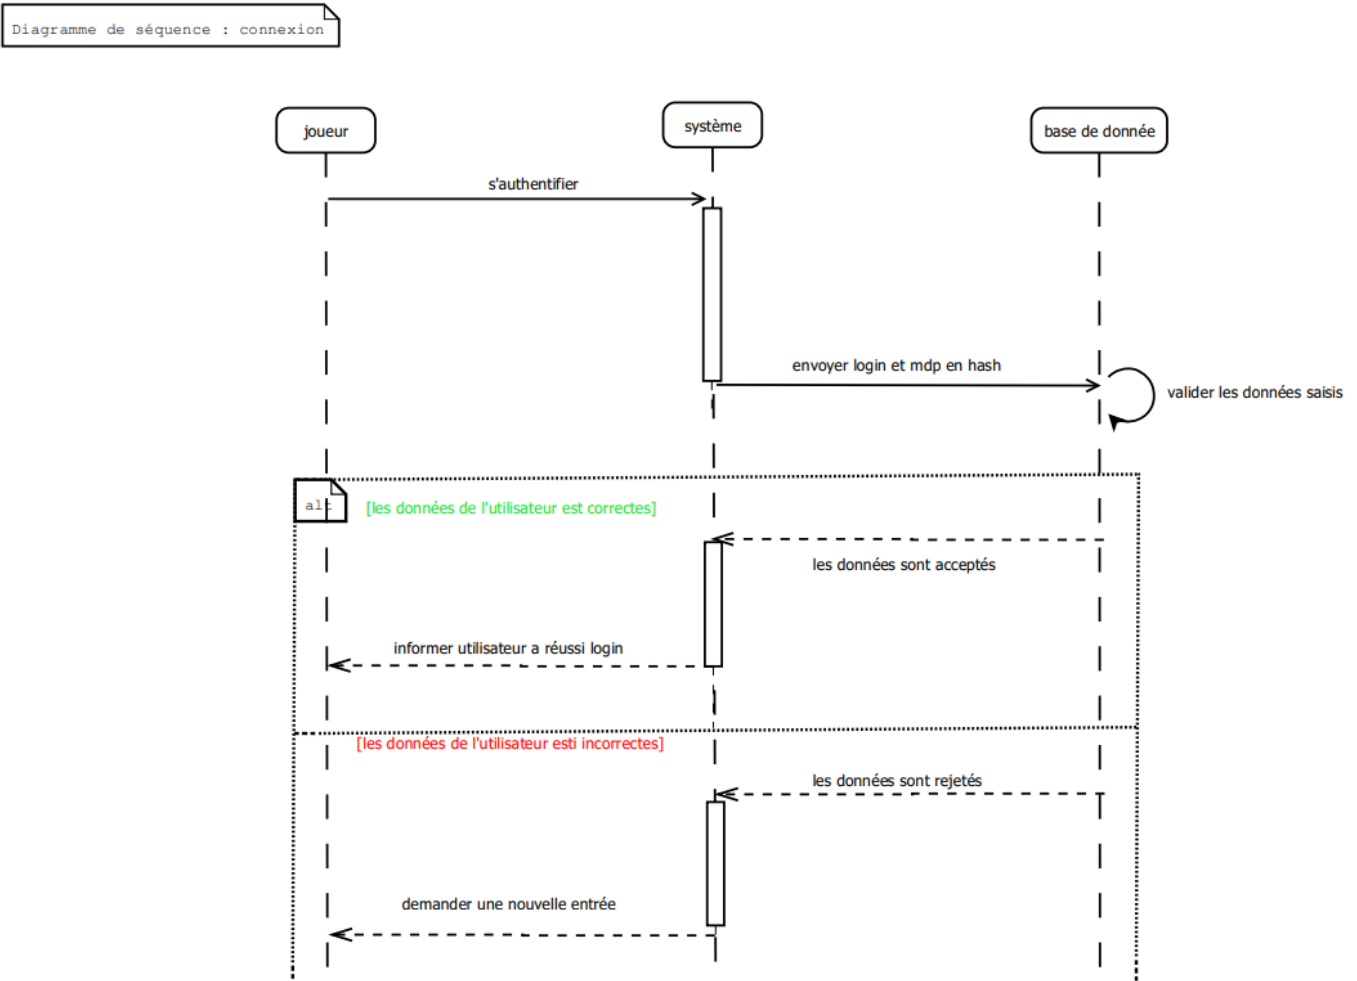 Diagramme de séquence : connexion
joueur
système
base de donnée
s'authentifier
envoyer login et mdp en hash
valider les données saisis
alt
[les données de l'utilisateur est correctes]
les données sont acceptés
informer utilisateur a réussi login
[les données de l'utilisateur esti incorrectes]
les données sont rejetés
demander une nouvelle entrée